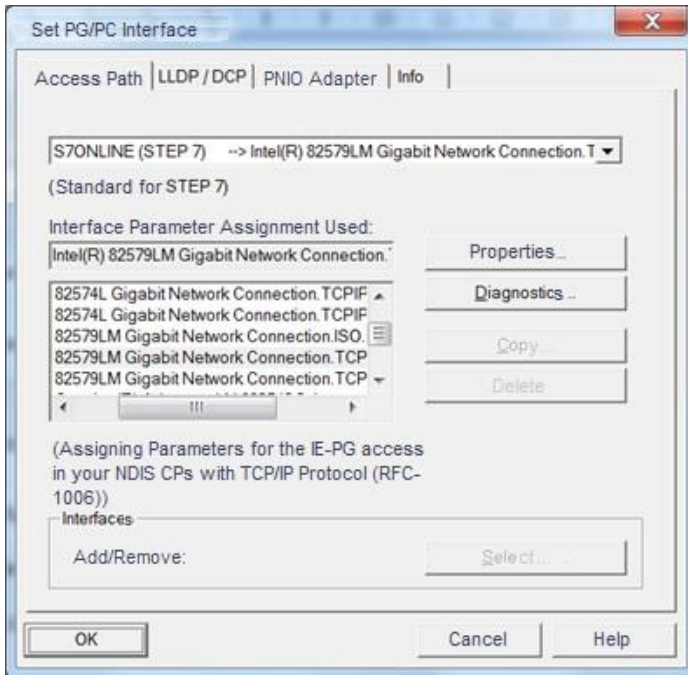 Set PG/PC Interface
Access Path LLDP / DCP PNIO Adapter Info
S7ONLINE (STEP 7) --> Intel(R) 82579LM Gigabit Network Connection.T
(Standard for STEP 7)
Interface Parameter Assignment Used:
Intel(R) 82579LM Gigabit Network Connection.
Properties...
82574L Gigabit Network Connection.TCPIF
82574L Gigabit Network Connection.TCPIF
82579LM Gigabit Network Connection.ISO.
82579LM Gigabit Network Connection.TCP
82579LM Gigabit Network Connection.TCP
Diagnostics...
Copy...
Delete
(Assigning Parameters for the IE-PG access
in your NDIS CPs with TCP/IP Protocol (RFC-
1006))
Interfaces
Add/Remove:
Select...
OK
Cancel
Help